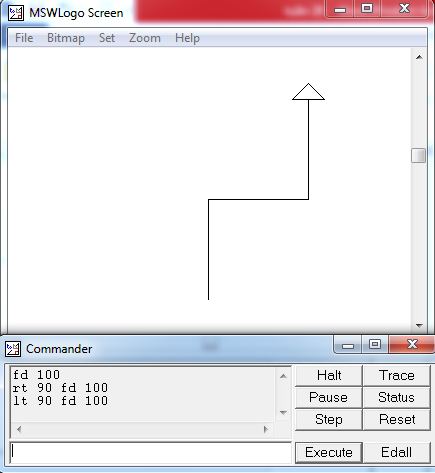 MSWLogo Screen
File Bitmap Set Zoom Help
Commander
fd 100
rt 90 fd 100
lt 90 fd 100
Halt Trace
Pause Status
Step Reset
Execute Edall